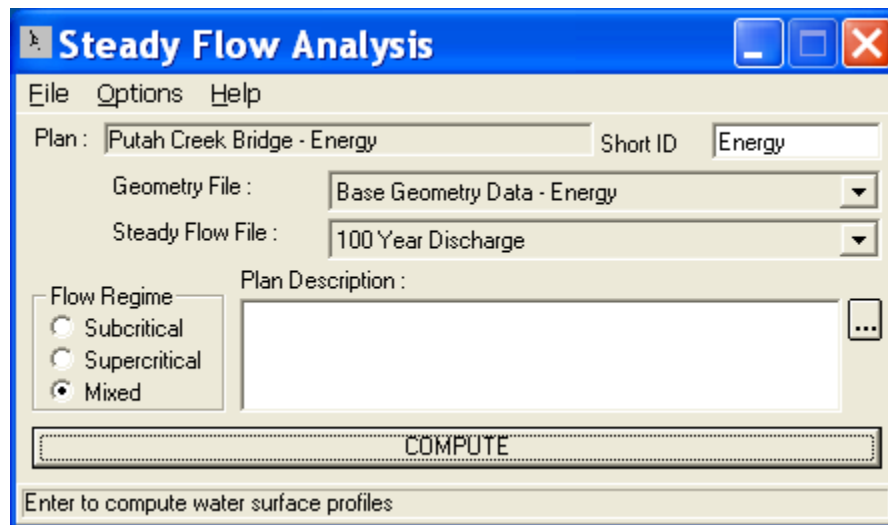 Steady Flow Analysis
File Options Help
Plan : Putah Creek Bridge - Energy Short ID Energy
Geometry File : Base Geometry Data - Energy
Steady Flow File : 100 Year Discharge
Plan Description :
Flow Regime
Subcritical
Supercritical
Mixed
...
COMPUTE
Enter to compute water surface profiles